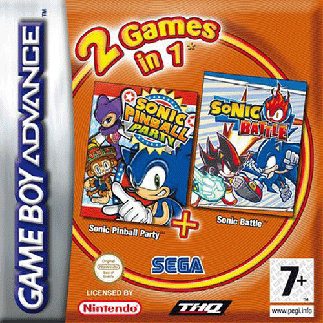 GAME BOY ADVANCE
TM
2 Games
in 1*
SONIC
PINBALL
PARTY
SONIC
BATTLE
Sonic Pinball Party
+
Sonic Battle
SEGA
LICENSED BY
Nintendo
THQ
7+
www.pegi.info